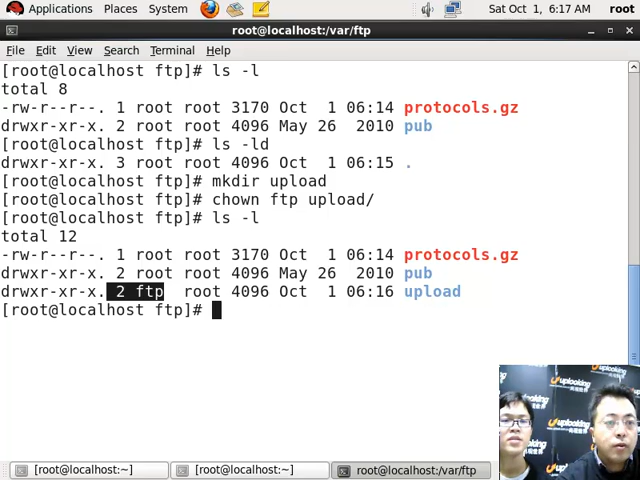 Applications Places System Sat Oct 1, 6:17 AM root
root@localhost:/var/ftp
File Edit View Search Terminal Help
[root@localhost ftp]# ls -l
total 8
-rw-r--r--. 1 root root 3170 Oct 1 06:14 protocols.gz
drwxr-xr-x. 2 root root 4096 May 26 2010 pub
[root@localhost ftp]# ls -ld
drwxr-xr-x. 3 root root 4096 Oct 1 06:15 .
[root@localhost ftp]# mkdir upload
[root@localhost ftp]# chown ftp upload/
[root@localhost ftp]# ls -l
total 12
-rw-r--r--. 1 root root 3170 Oct 1 06:14 protocols.gz
drwxr-xr-x. 2 root root 4096 May 26 2010 pub
drwxr-xr-x. 2 ftp root 4096 Oct 1 06:16 upload
[root@localhost ftp]#
uplooking
uplooking
[root@localhost:~] [root@localhost:~] root@localhost:/var/ftp